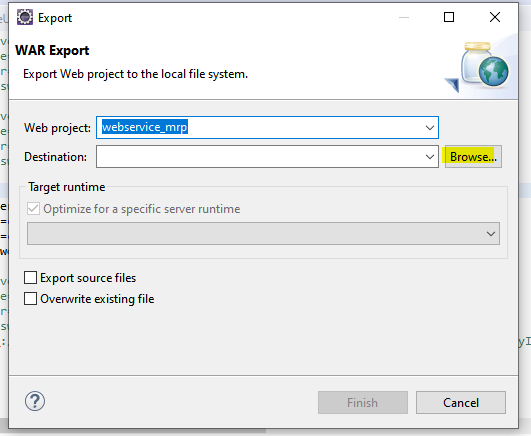 Export
WAR Export
Export Web project to the local file system.
Web project: webservice_mrp
Destination: Browse...
Target runtime
Optimize for a specific server runtime
Export source files
Overwrite existing file
? Finish Cancel